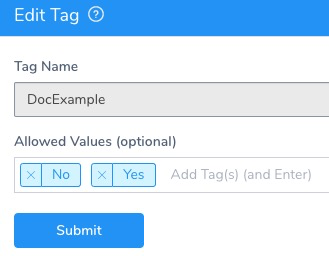 Edit Tag ?
Tag Name
DocExample
Allowed Values (optional)
× No × Yes Add Tag(s) (and Enter)
Submit